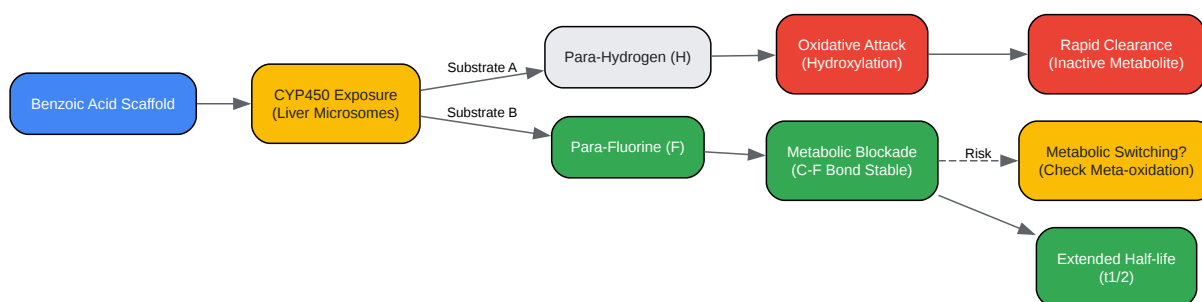 Benzoic Acid Scaffold
CYP450 Exposure
(Liver Microsomes)
Substrate A
Substrate B
Para-Hydrogen (H)
Para-Fluorine (F)
Oxidative Attack
(Hydroxylation)
Rapid Clearance
(Inactive Metabolite)
Metabolic Blockade
(C-F Bond Stable)
Risk
Metabolic Switching?
(Check Meta-oxidation)
Extended Half-life
(t1/2)